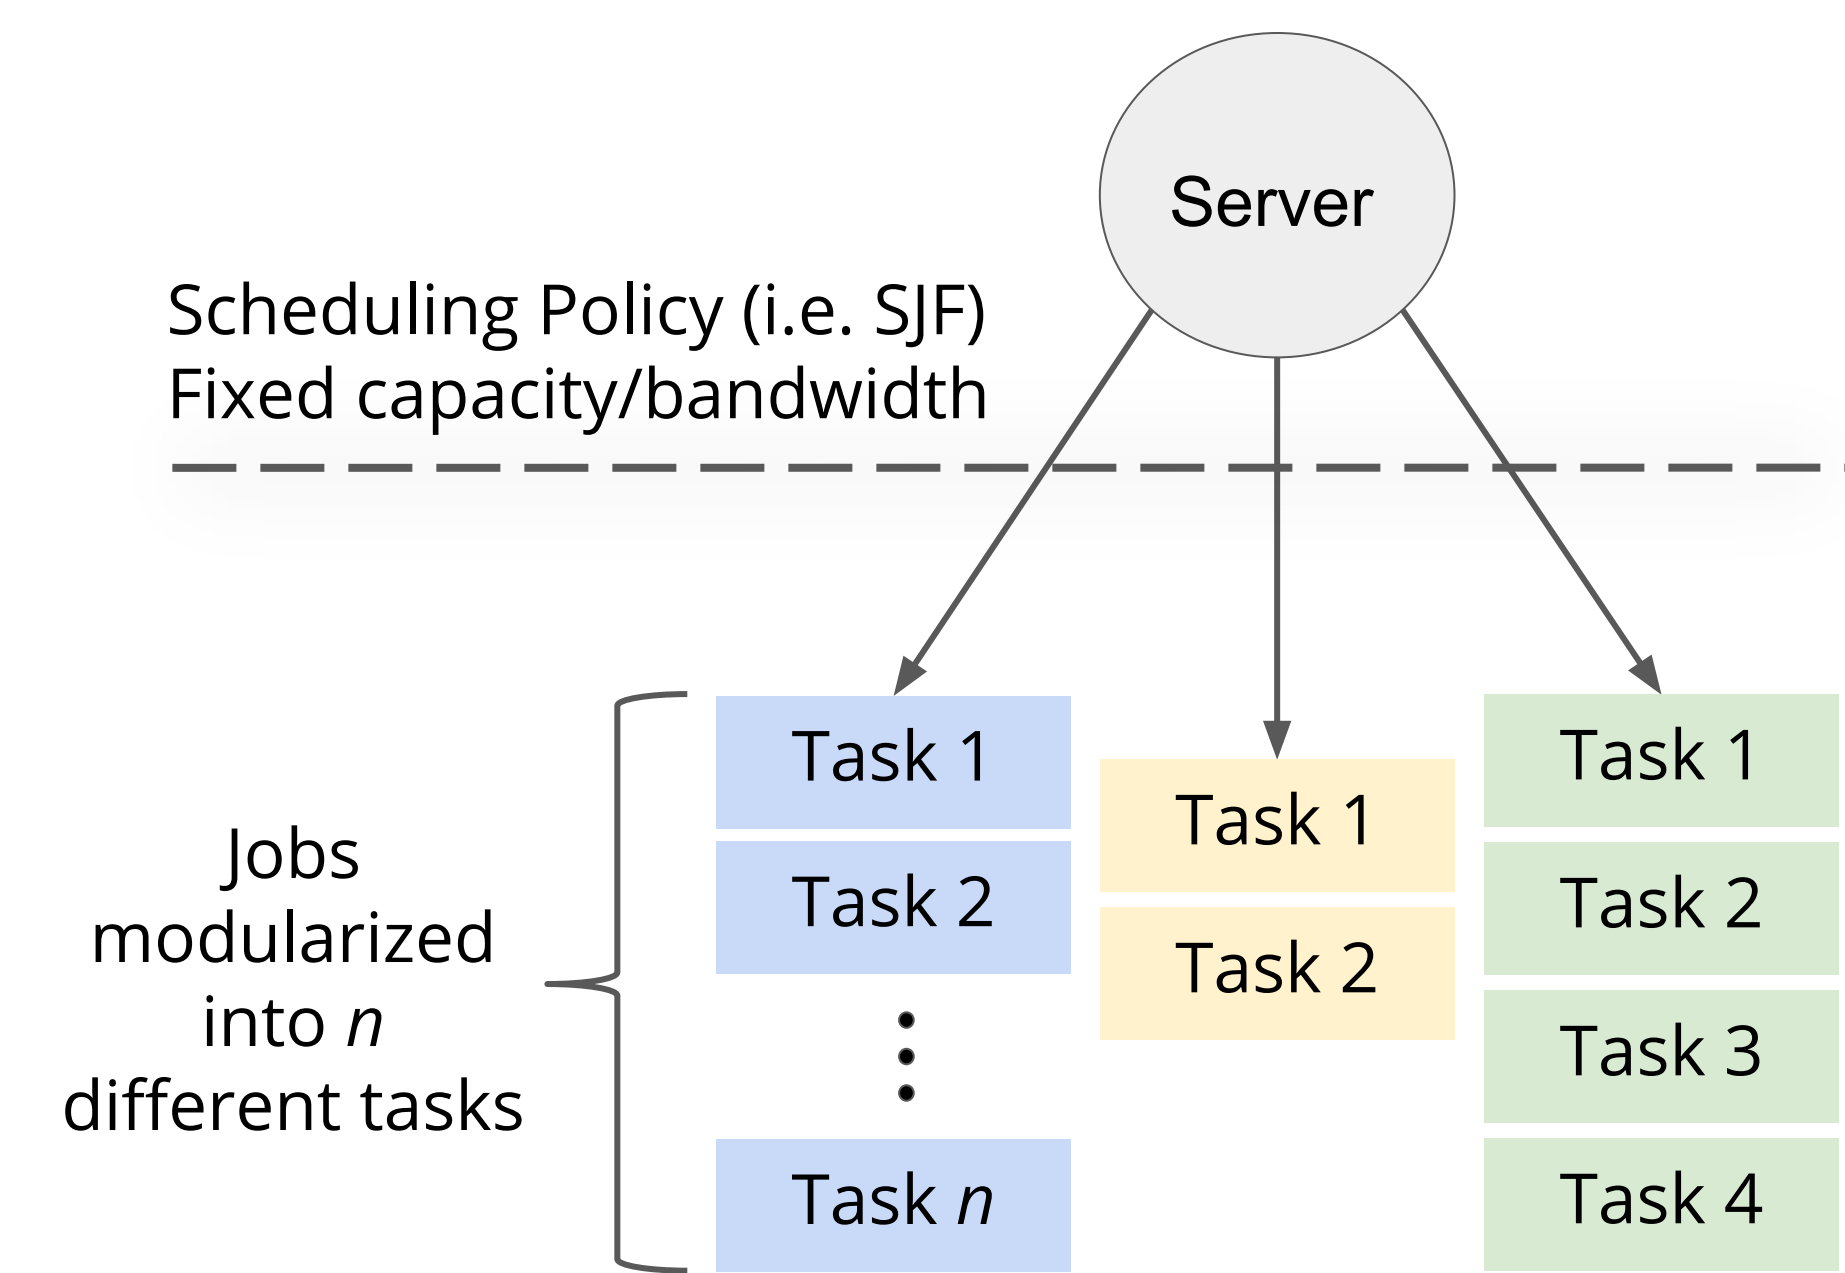 Server
Scheduling Policy (i.e. SJF)
Fixed capacity/bandwidth
Jobs
modularized
into n
different tasks
Task 1
Task 2
Task n
Task 1
Task 2
Task 1
Task 2
Task 3
Task 4